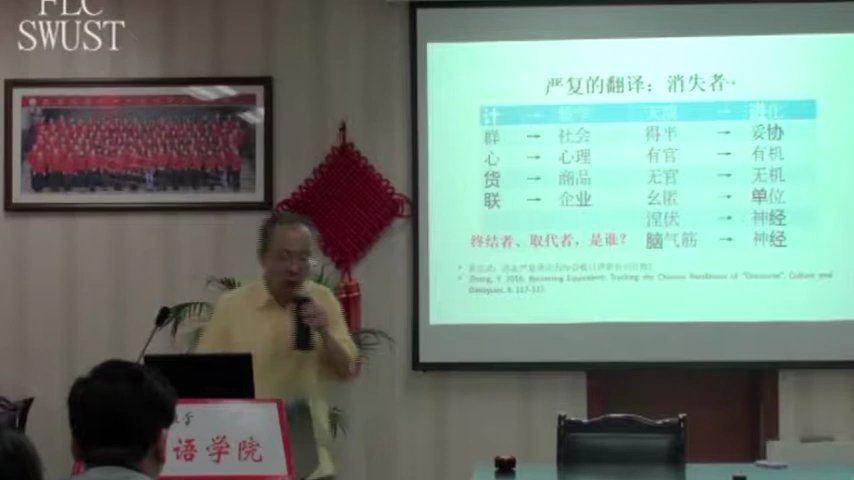 FLC
SWUST
严复的翻译：消失者
计 → 数学 天演 → 进化
群 → 社会 得半 → 妥协
心 → 心理 有官 → 有机
货 → 商品 无官 → 无机
联 → 企业 幺匿 → 单位
涅伏 → 神经
终结者、取代者，是谁？ 脑气筋 → 神经
语学院